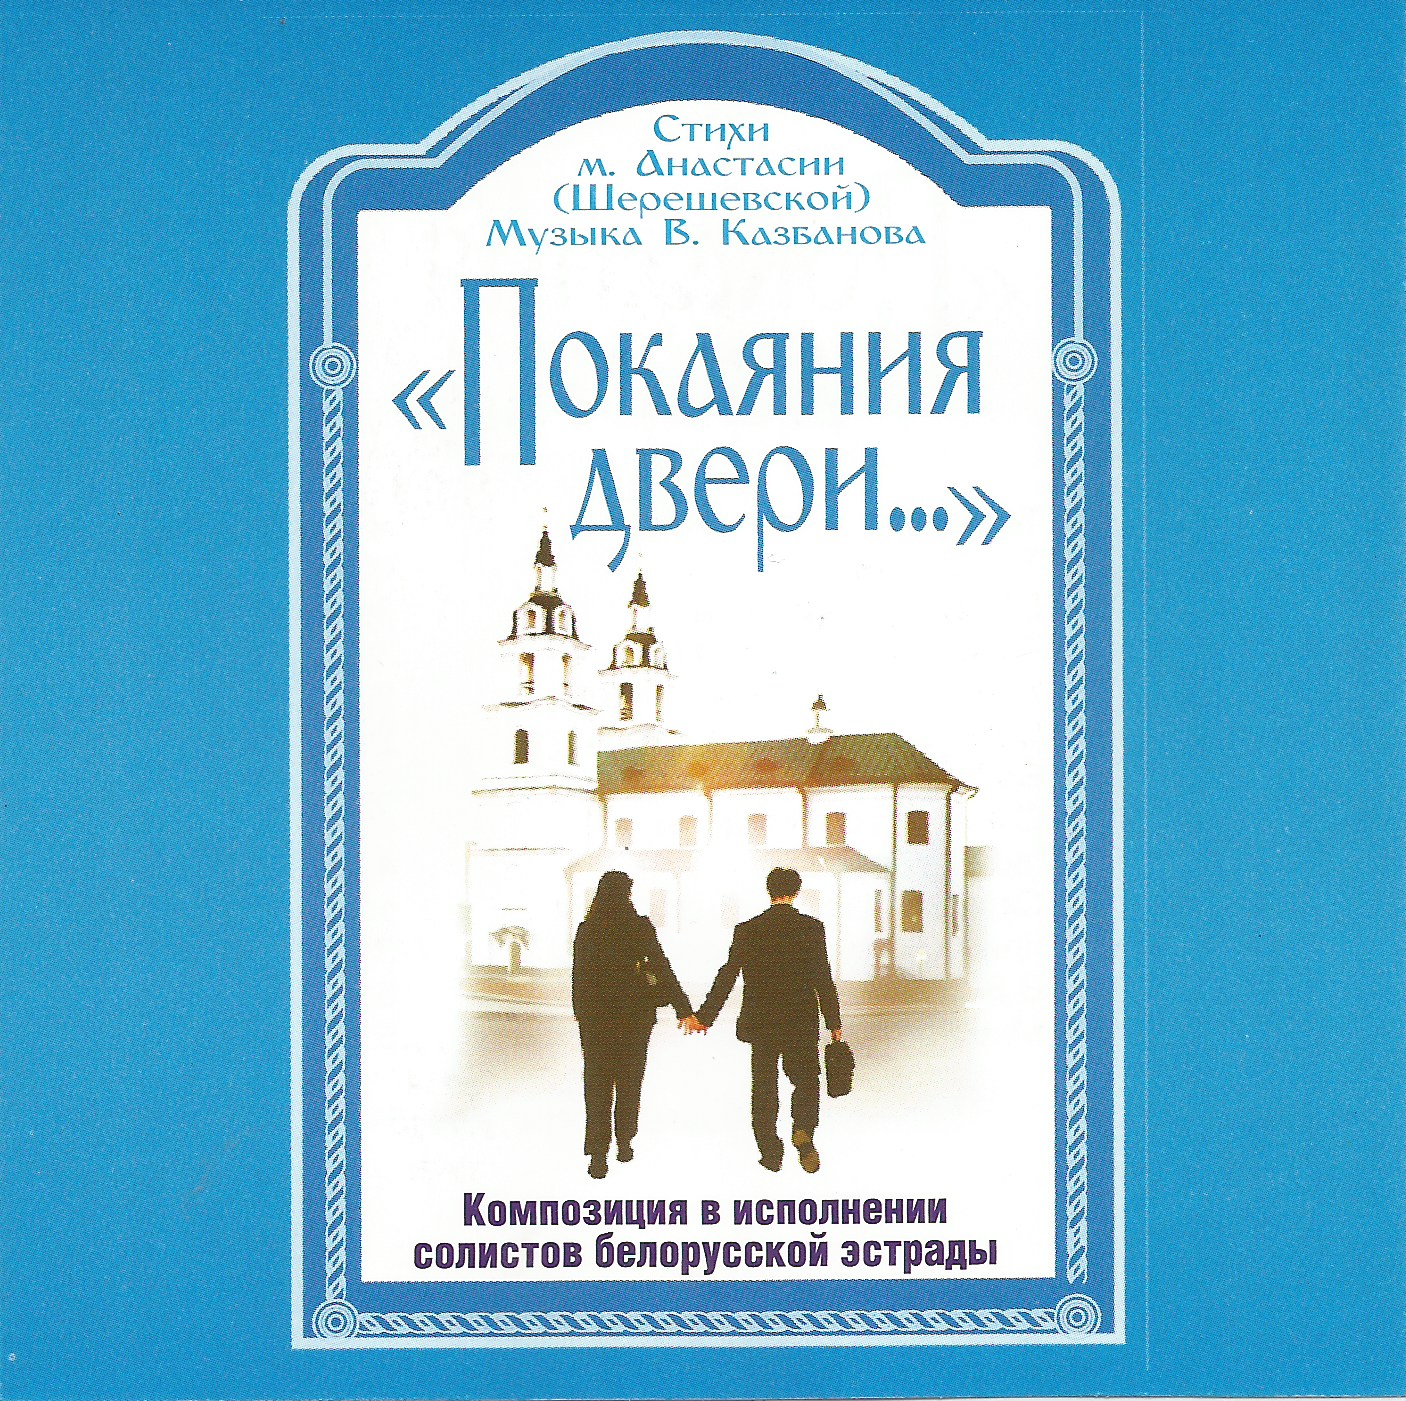 Стихи
м. Анастасии
(Шерешевской)
Музыка В. Казбанова
«Покаяния
двери...»
Композиция в исполнении
солистов белорусской эстрады